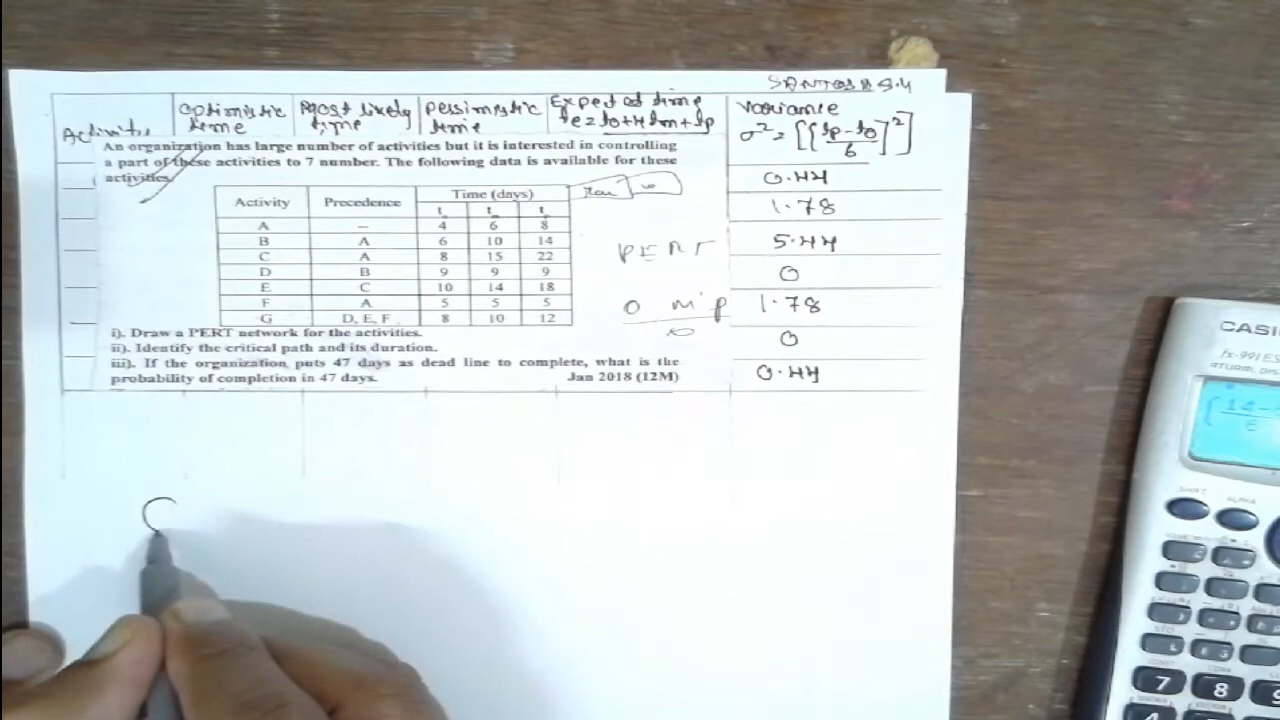 SANTOSH S.Y
Activity Optimistic time Most likely time Pessimistic time Expected time te = to+4tm+tp Variance
σ² = [[tp-to/6]²]
An organization has large number of activities but it is interested in controlling
a part of these activities to 7 number. The following data is available for these
activities.
Activity Precedence Time (days)
A – 4 6 8
B A 6 10 14
C A 8 15 22
D B 9 9 9
E C 10 14 18
F A 5 5 5
G D, E, F 8 10 12
0.44
1.78
5.44
0
1.78
0
0.44
PERT
O M P
i). Draw a PERT network for the activities.
ii). Identify the critical path and its duration.
iii). If the organization puts 47 days as dead line to complete, what is the
probability of completion in 47 days. Jan 2018 (12M)
CASI
fx-991ES
SHIFT ALPHA
7 8